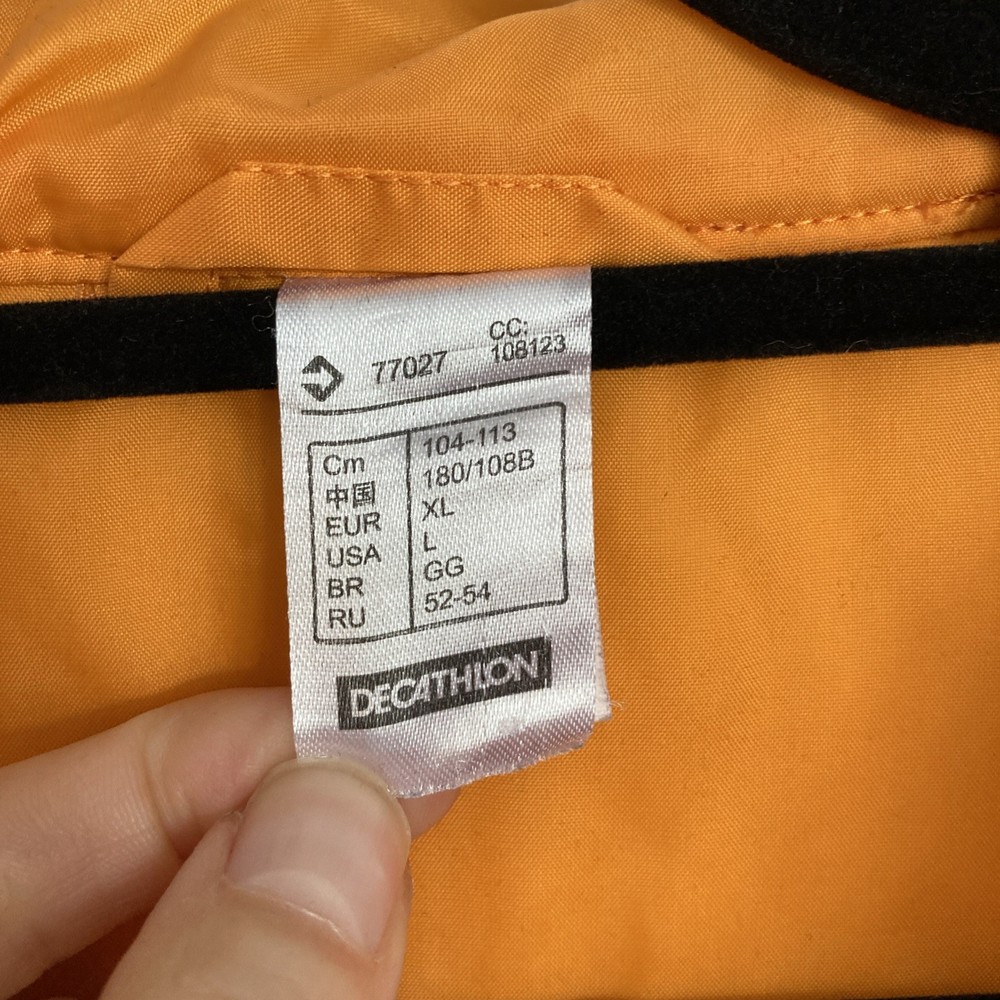 77027 CC: 108123
Cm 104-113
中国 180/108B
EUR XL
USA L
BR GG
RU 52-54
DECATHLON